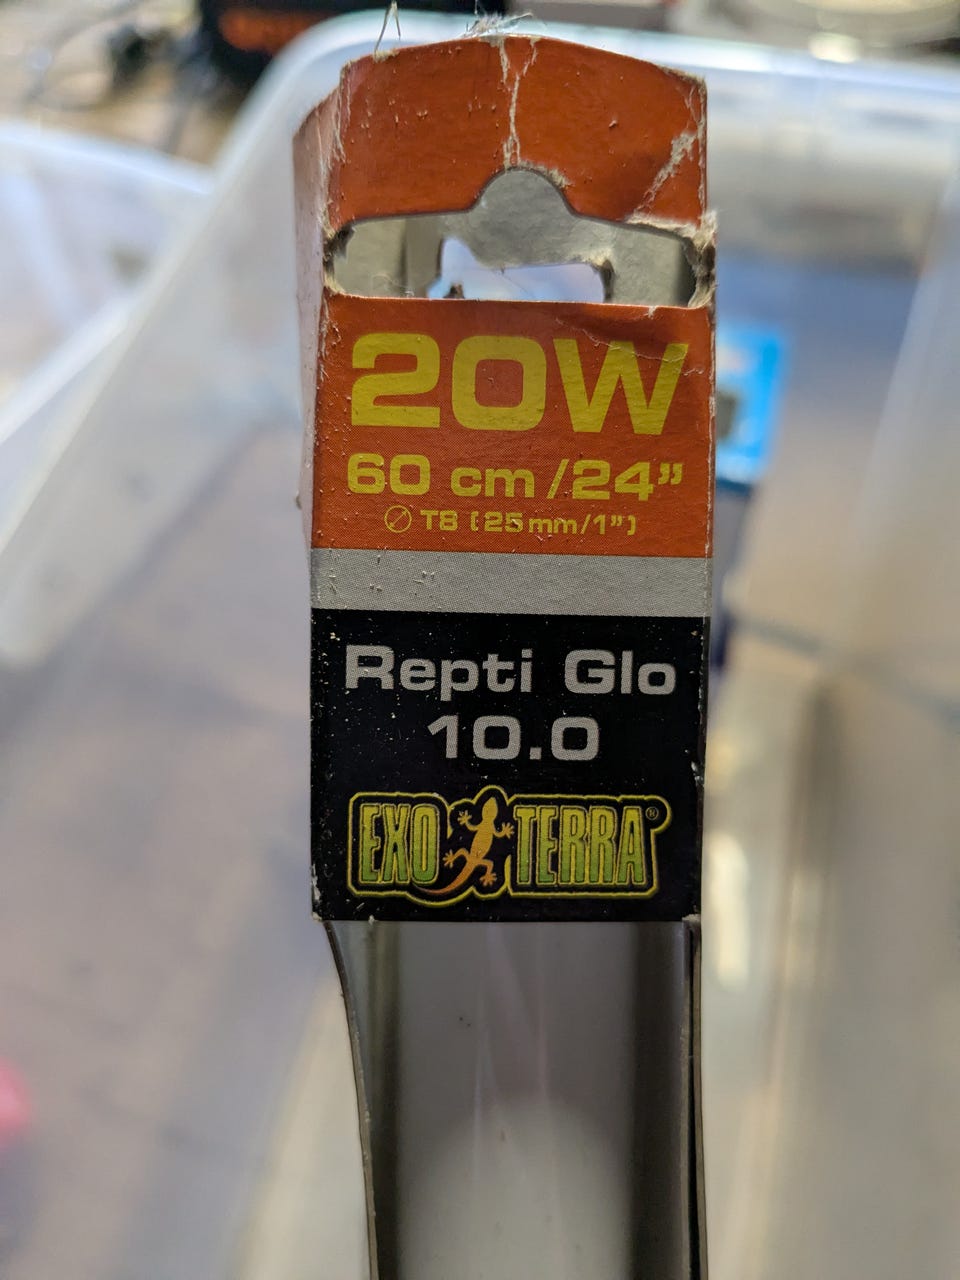 20W
60 cm/24”
∅ T8 (25mm/1”)
Repti Glo
10.0
EXO TERRA®